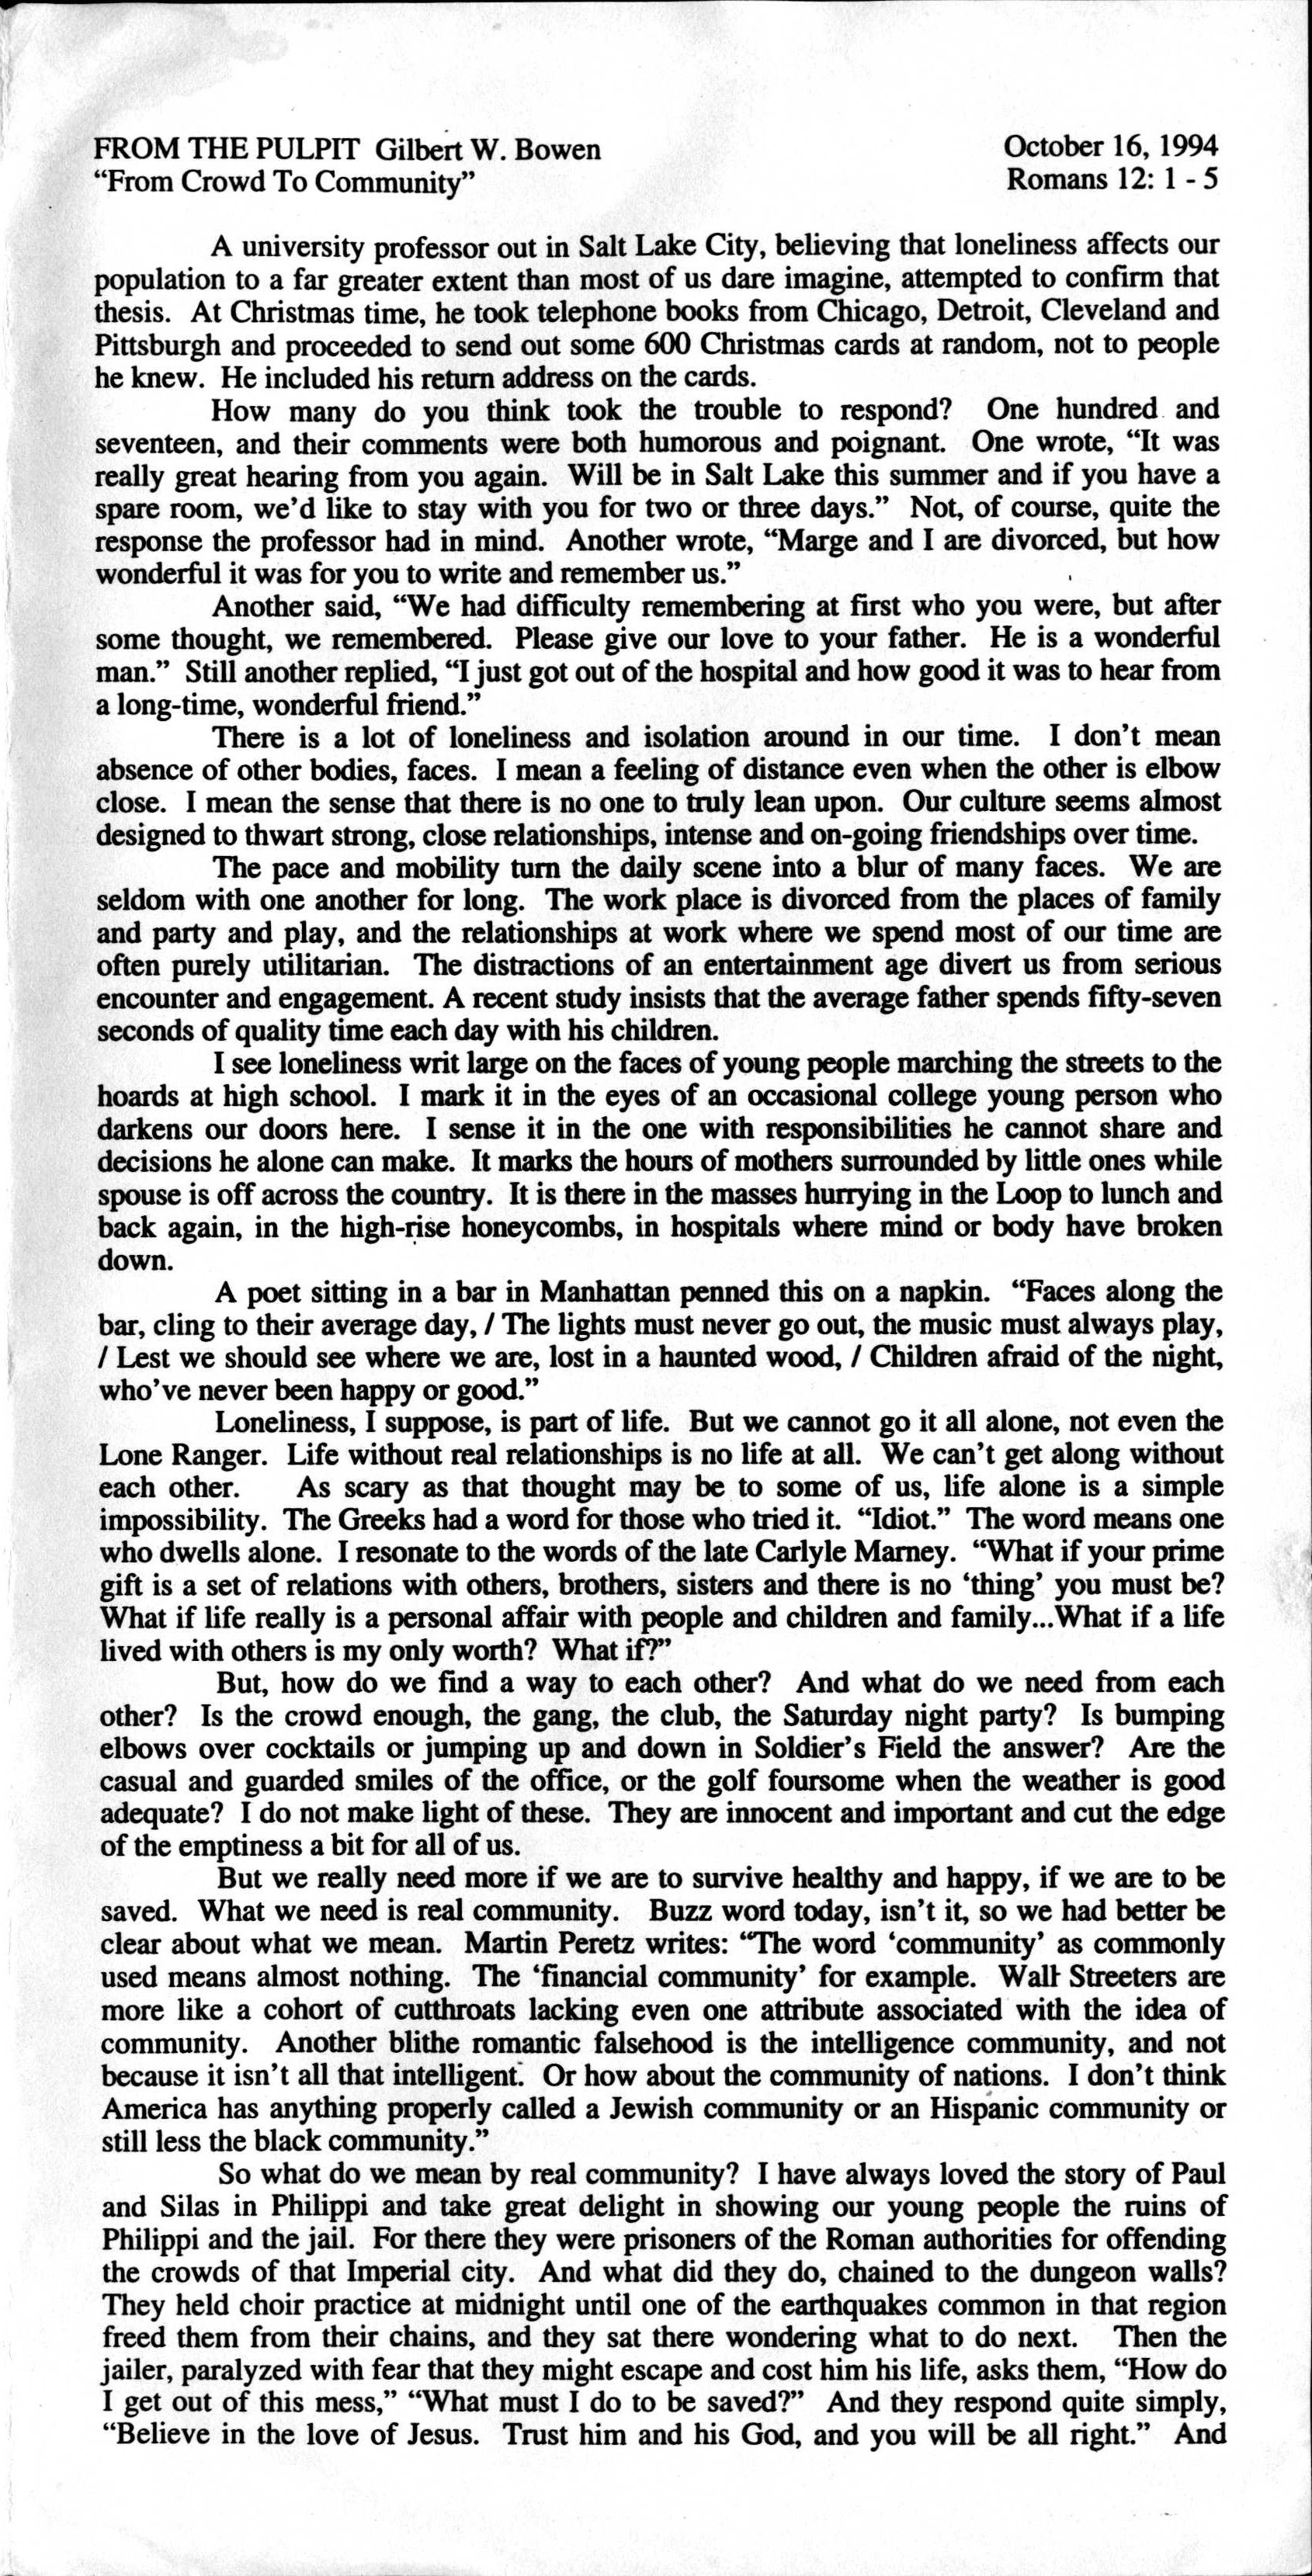 FROM THE PULPIT Gilbert W. Bowen October 16, 1994
“From Crowd To Community” Romans 12: 1 - 5
A university professor out in Salt Lake City, believing that loneliness affects our
population to a far greater extent than most of us dare imagine, attempted to confirm that
thesis. At Christmas time, he took telephone books from Chicago, Detroit, Cleveland and
Pittsburgh and proceeded to send out some 600 Christmas cards at random, not to people
he knew. He included his return address on the cards.
How many do you think took the trouble to respond? One hundred and
seventeen, and their comments were both humorous and poignant. One wrote, “It was
really great hearing from you again. Will be in Salt Lake this summer and if you have a
spare room, we’d like to stay with you for two or three days.” Not, of course, quite the
response the professor had in mind. Another wrote, “Marge and I are divorced, but how
wonderful it was for you to write and remember us.”
Another said, “We had difficulty remembering at first who you were, but after
some thought, we remembered. Please give our love to your father. He is a wonderful
man.” Still another replied, “I just got out of the hospital and how good it was to hear from
a long-time, wonderful friend.”
There is a lot of loneliness and isolation around in our time. I don’t mean
absence of other bodies, faces. I mean a feeling of distance even when the other is elbow
close. I mean the sense that there is no one to truly lean upon. Our culture seems almost
designed to thwart strong, close relationships, intense and on-going friendships over time.
The pace and mobility turn the daily scene into a blur of many faces. We are
seldom with one another for long. The work place is divorced from the places of family
and party and play, and the relationships at work where we spend most of our time are
often purely utilitarian. The distractions of an entertainment age divert us from serious
encounter and engagement. A recent study insists that the average father spends fifty-seven
seconds of quality time each day with his children.
I see loneliness writ large on the faces of young people marching the streets to the
hoards at high school. I mark it in the eyes of an occasional college young person who
darkens our doors here. I sense it in the one with responsibilities he cannot share and
decisions he alone can make. It marks the hours of mothers surrounded by little ones while
spouse is off across the country. It is there in the masses hurrying in the Loop to lunch and
back again, in the high-rise honeycombs, in hospitals where mind or body have broken
down.
A poet sitting in a bar in Manhattan penned this on a napkin. “Faces along the
bar, cling to their average day, / The lights must never go out, the music must always play,
/ Lest we should see where we are, lost in a haunted wood, / Children afraid of the night,
who’ve never been happy or good.”
Loneliness, I suppose, is part of life. But we cannot go it all alone, not even the
Lone Ranger. Life without real relationships is no life at all. We can’t get along without
each other. As scary as that thought may be to some of us, life alone is a simple
impossibility. The Greeks had a word for those who tried it. “Idiot.” The word means one
who dwells alone. I resonate to the words of the late Carlyle Marney. “What if your prime
gift is a set of relations with others, brothers, sisters and there is no ‘thing’ you must be?
What if life really is a personal affair with people and children and family...What if a life
lived with others is my only worth? What if?”
But, how do we find a way to each other? And what do we need from each
other? Is the crowd enough, the gang, the club, the Saturday night party? Is bumping
elbows over cocktails or jumping up and down in Soldier’s Field the answer? Are the
casual and guarded smiles of the office, or the golf foursome when the weather is good
adequate? I do not make light of these. They are innocent and important and cut the edge
of the emptiness a bit for all of us.
But we really need more if we are to survive healthy and happy, if we are to be
saved. What we need is real community. Buzz word today, isn’t it, so we had better be
clear about what we mean. Martin Peretz writes: “The word ‘community’ as commonly
used means almost nothing. The ‘financial community’ for example. Wall Streeters are
more like a cohort of cutthroats lacking even one attribute associated with the idea of
community. Another blithe romantic falsehood is the intelligence community, and not
because it isn’t all that intelligent. Or how about the community of nations. I don’t think
America has anything properly called a Jewish community or an Hispanic community or
still less the black community.”
So what do we mean by real community? I have always loved the story of Paul
and Silas in Philippi and take great delight in showing our young people the ruins of
Philippi and the jail. For there they were prisoners of the Roman authorities for offending
the crowds of that Imperial city. And what did they do, chained to the dungeon walls?
They held choir practice at midnight until one of the earthquakes common in that region
freed them from their chains, and they sat there wondering what to do next. Then the
jailer, paralyzed with fear that they might escape and cost him his life, asks them, “How do
I get out of this mess,” “What must I do to be saved?” And they respond quite simply,
“Believe in the love of Jesus. Trust him and his God, and you will be all right.” And